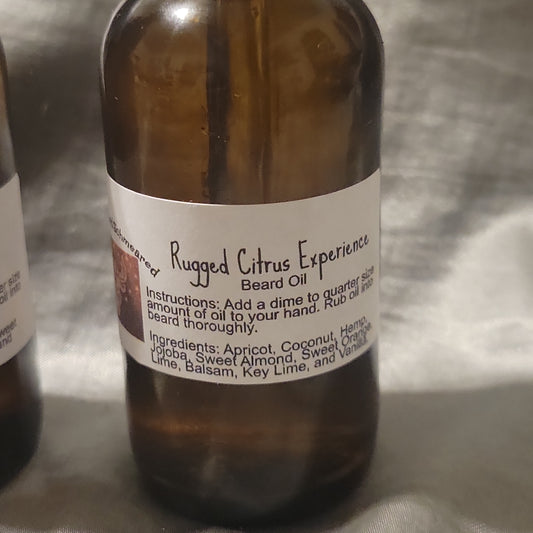 Rugged Citrus Experience
Beard Oil
Instructions: Add a dime to quarter size
amount of oil to your hand. Rub oil into
beard thoroughly.
Ingredients: Apricot, Coconut, Hemp,
Jojoba, Sweet Almond, Sweet Orange,
Lime, Balsam, Key Lime, and Vanilla.